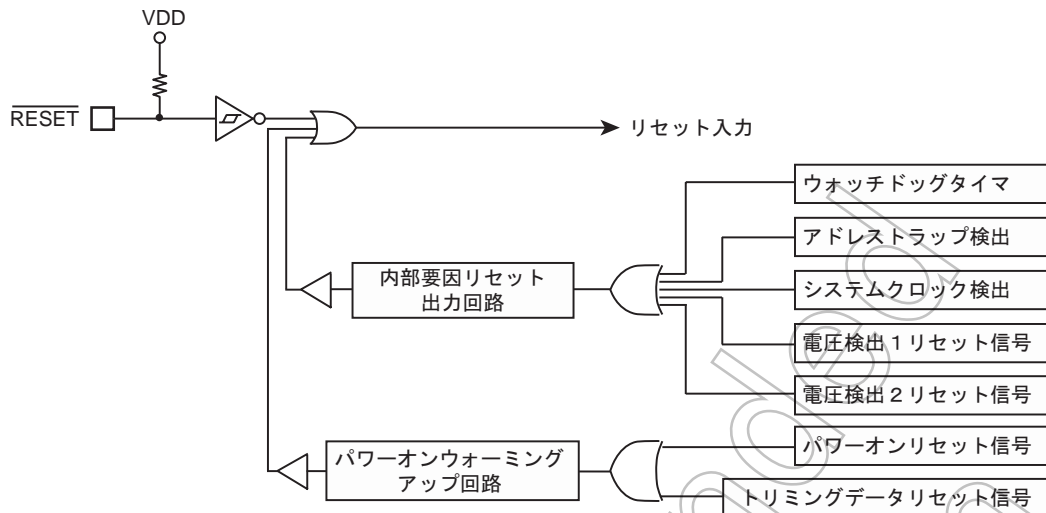 VDD
RESET
リセット入力
ウォッチドッグタイマ
アドレストラップ検出
システムクロック検出
電圧検出１リセット信号
電圧検出２リセット信号
内部要因リセット
出力回路
パワーオンリセット信号
トリミングデータリセット信号
パワーオンウォーミング
アップ回路